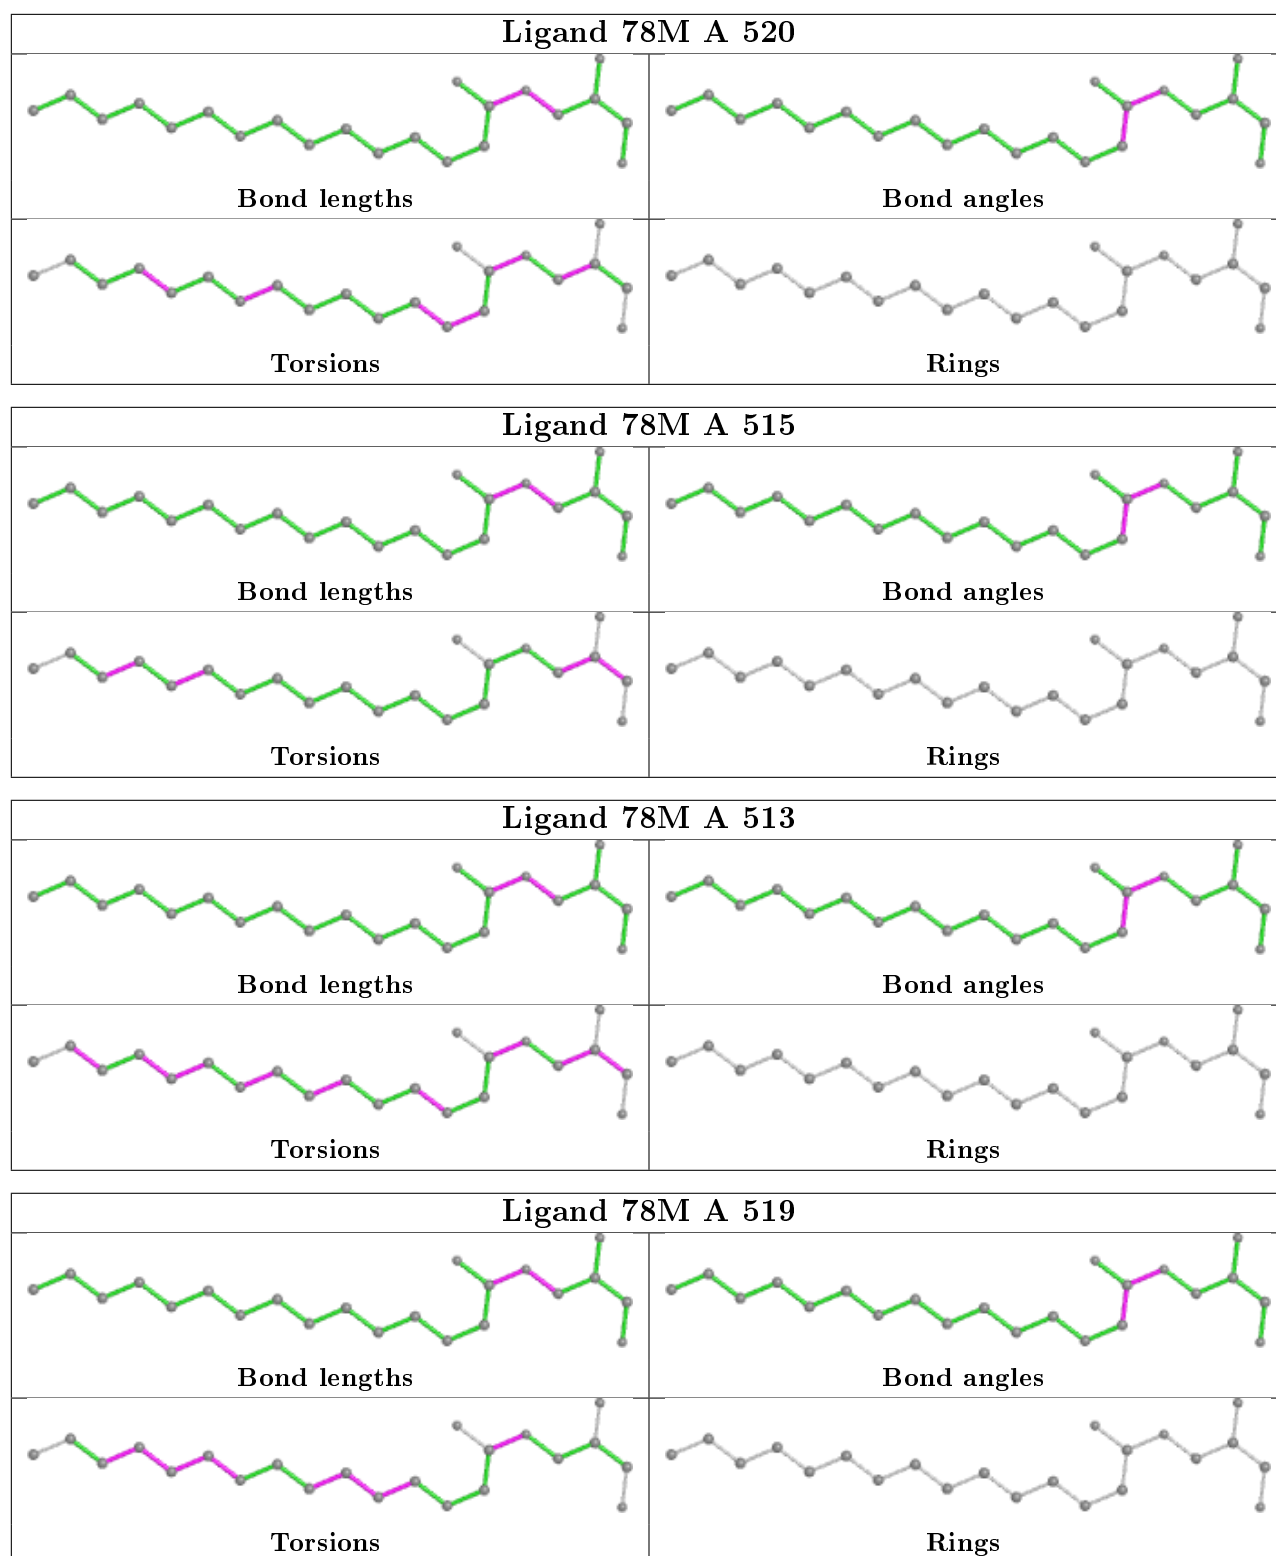 Ligand 78M A 520
Bond lengths
Bond angles
Torsions
Rings
Ligand 78M A 515
Bond lengths
Bond angles
Torsions
Rings
Ligand 78M A 513
Bond lengths
Bond angles
Torsions
Rings
Ligand 78M A 519
Bond lengths
Bond angles
Torsions
Rings